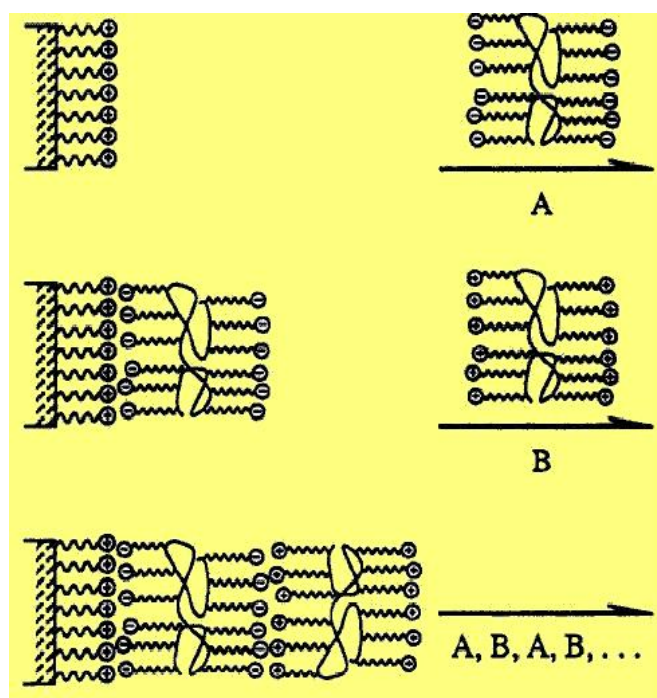 A
B
A, B, A, B, . . .